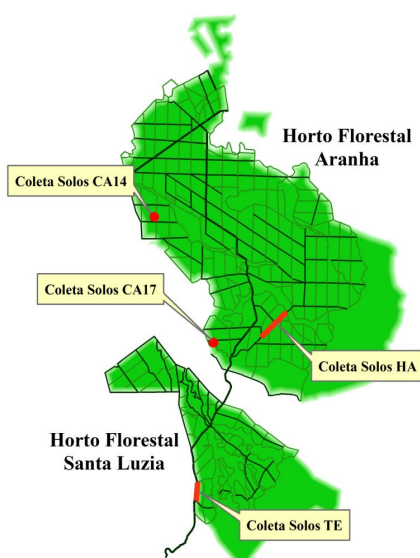 Horto Florestal
Aranha
Coleta Solos CA14
Coleta Solos CA17
Coleta Solos HA
Horto Florestal
Santa Luzia
Coleta Solos TE